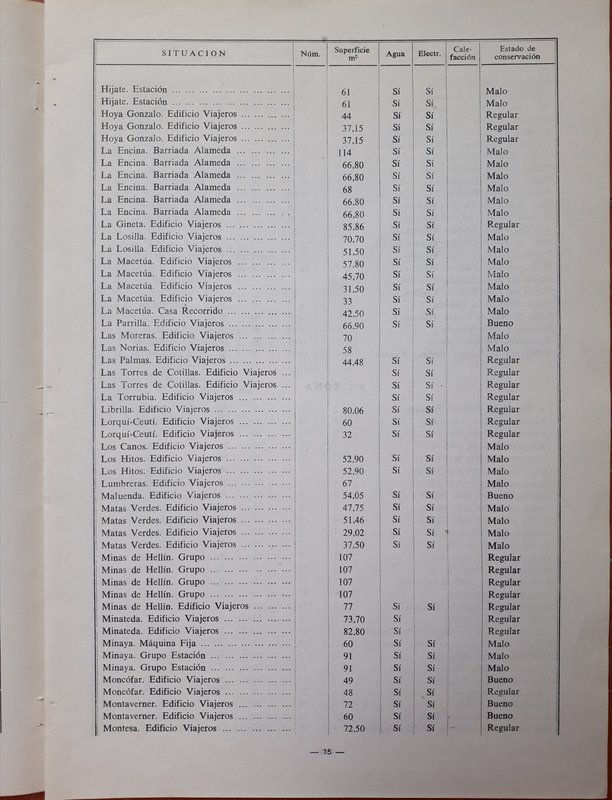 SITUACION Núm. Superficie m² Agua Electr. Cale-facción Estado de conservación
Hijate. Estación ... ... ... ... ... ... ... ... ... 61 Sí Sí Malo
Hijate. Estación ... ... ... ... ... ... ... ... ... 61 Sí Sí Malo
Hoya Gonzalo. Edificio Viajeros ... ... ... ... 44 Sí Sí Regular
Hoya Gonzalo. Edificio Viajeros ... ... ... ... 37,15 Sí Sí Regular
Hoya Gonzalo. Edificio Viajeros ... ... ... ... 37,15 Sí Sí Regular
La Encina. Barriada Alameda ... ... ... ... 114 Sí Sí Malo
La Encina. Barriada Alameda ... ... ... ... 66,80 Sí Sí Malo
La Encina. Barriada Alameda ... ... ... ... 66,80 Sí Sí Malo
La Encina. Barriada Alameda ... ... ... ... 68 Sí Sí Malo
La Encina. Barriada Alameda ... ... ... ... 66,80 Sí Sí Malo
La Encina. Barriada Alameda ... ... ... . . 66,80 Sí Sí Malo
La Gineta. Edificio Viajeros ... ... ... ... ... 85,86 Sí Sí Regular
La Losilla. Edificio Viajeros ... ... ... ... ... 70,70 Sí Sí Malo
La Losilla. Edificio Viajeros ... ... ... ... ... 51,50 Sí Sí Malo
La Macetúa. Edificio Viajeros ... ... ... ... 57,80 Sí Sí Malo
La Macetúa. Edificio Viajeros ... ... ... ... 45,70 Sí Sí Malo
La Macetúa. Edificio Viajeros ... ... ... ... 31,50 Sí Sí Malo
La Macetúa. Edificio Viajeros ... ... ... ... 33 Sí Sí Malo
La Macetúa. Casa Recorrido ... ... ... ... ... 42,50 Sí Sí Malo
La Parrilla. Edificio Viajeros ... ... ... ... ... 66,90 Sí Sí Bueno
Las Moreras. Edificio Viajeros ... ... ... ... 70 Malo
Las Norias. Edificio Viajeros ... ... ... ... ... 58 Malo
Las Palmas. Edificio Viajeros ... ... ... ... ... 44,48 Sí Sí Regular
Las Torres de Cotillas. Edificio Viajeros ... Sí Sí Regular
Las Torres de Cotillas. Edificio Viajeros ... Sí Sí Regular
La Torrubia. Edificio Viajeros ... ... ... ... Sí Sí Regular
Librilla. Edificio Viajeros ... ... ... ... ... ... 80,06 Sí Sí Regular
Lorquí-Ceutí. Edificio Viajeros ... ... ... ... 60 Sí Sí Regular
Lorquí-Ceutí. Edificio Viajeros ... ... ... ... 32 Sí Sí Regular
Los Canos. Edificio Viajeros ... ... ... ... ... Malo
Los Hitos. Edificio Viajeros ... ... ... ... ... 52,90 Sí Sí Malo
Los Hitos. Edificio Viajeros ... ... ... ... ... 52,90 Sí Sí Malo
Lumbreras. Edificio Viajeros ... ... ... ... ... 67 Malo
Maluenda. Edificio Viajeros ... ... ... ... ... 54,05 Sí Sí Bueno
Matas Verdes. Edificio Viajeros ... ... ... ... 47,75 Sí Sí Malo
Matas Verdes. Edificio Viajeros ... ... ... ... 51,46 Sí Sí Malo
Matas Verdes. Edificio Viajeros ... ... ... ... 29,02 Sí Sí Malo
Matas Verdes. Edificio Viajeros ... ... ... ... 37,50 Sí Sí Malo
Minas de Hellín. Grupo ... ... ... ... ... ... 107 Regular
Minas de Hellín. Grupo ... ... ... ... ... ... 107 Regular
Minas de Hellín. Grupo ... ... ... ... ... ... 107 Regular
Minas de Hellín. Grupo ... ... ... ... ... ... 107 Regular
Minas de Hellín. Edificio Viajeros ... ... ... 77 Sí Sí Regular
Minateda. Edificio Viajeros ... ... ... ... ... 73,70 Sí Regular
Minateda. Edificio Viajeros ... ... ... ... ... 82,80 Sí Regular
Minaya. Máquina Fija ... ... ... ... ... ... ... 60 Sí Sí Malo
Minaya. Grupo Estación ... ... ... ... ... ... 91 Sí Sí Malo
Minaya. Grupo Estación ... ... ... ... ... ... 91 Sí Sí Malo
Moncófar. Edificio Viajeros ... ... ... ... ... 49 Sí Sí Bueno
Moncófar. Edificio Viajeros ... ... ... ... ... 48 Sí Sí Regular
Montaverner. Edificio Viajeros ... ... ... ... 72 Sí Sí Bueno
Montaverner. Edificio Viajeros ... ... ... ... 60 Sí Sí Bueno
Montesa. Edificio Viajeros ... ... ... ... ... 72,50 Sí Sí Regular
— 15 —